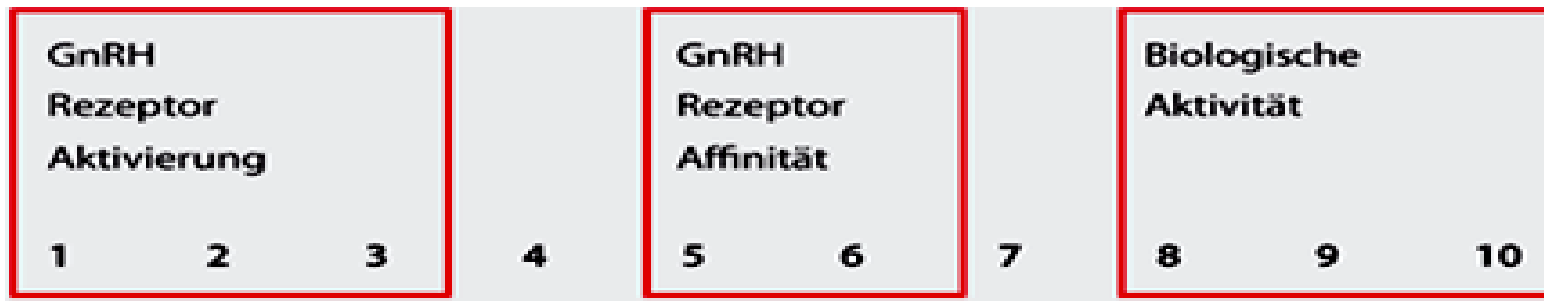 GnRH
Rezeptor
Aktivierung
GnRH
Rezeptor
Affinität
Biologische
Aktivität
1 2 3 4 5 6 7 8 9 10